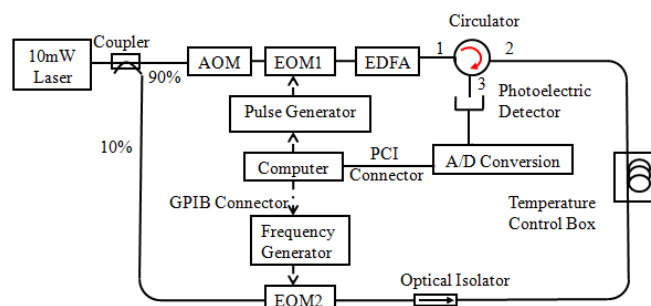 Circulator
10mW
Laser
Coupler
90%
AOM
EOM1
EDFA
1
2
3
Photoelectric
Detector
Pulse Generator
10%
Computer
PCI
Connector
A/D Conversion
GPIB Connector
Temperature
Control Box
Frequency
Generator
Optical Isolator
EOM2